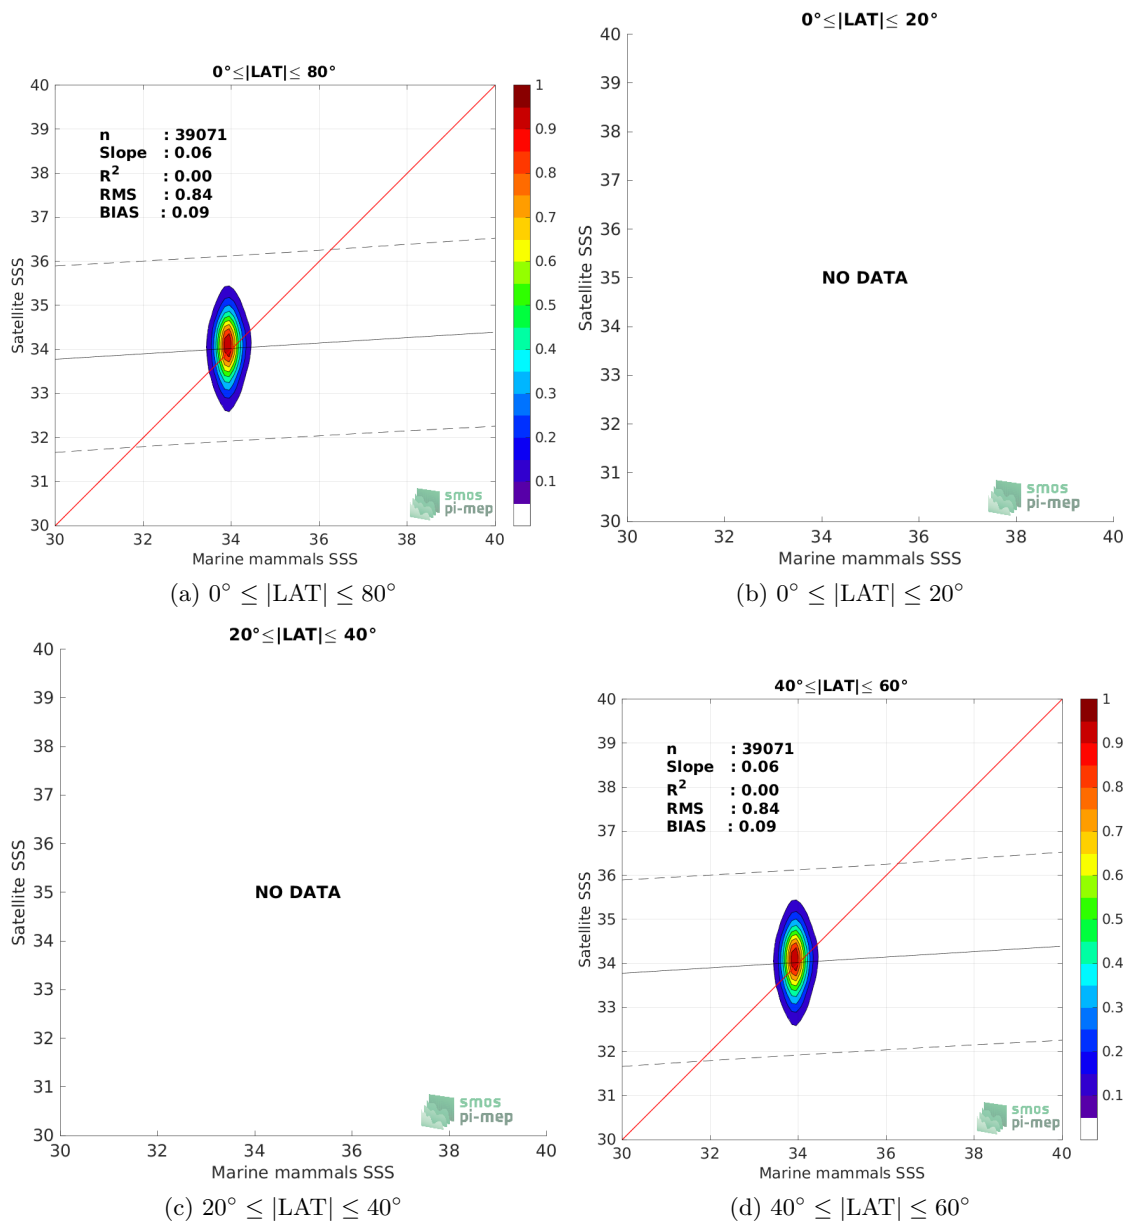 0°≤|LAT|≤ 80°
40
39
38
37
36
35
34
33
32
31
30
Satellite SSS
n : 39071
Slope : 0.06
R² : 0.00
RMS : 0.84
BIAS : 0.09
smos
pi-mep
30 32 34 36 38 40
Marine mammals SSS
1
0.9
0.8
0.7
0.6
0.5
0.4
0.3
0.2
0.1
(a) 0° ≤ |LAT| ≤ 80°
0°≤|LAT|≤ 20°
40
39
38
37
36
35
34
33
32
31
30
Satellite SSS
NO DATA
smos
pi-mep
30 32 34 36 38 40
Marine mammals SSS
(b) 0° ≤ |LAT| ≤ 20°
20°≤|LAT|≤ 40°
40
39
38
37
36
35
34
33
32
31
30
Satellite SSS
NO DATA
smos
pi-mep
30 32 34 36 38 40
Marine mammals SSS
(c) 20° ≤ |LAT| ≤ 40°
40°≤|LAT|≤ 60°
40
39
38
37
36
35
34
33
32
31
30
Satellite SSS
n : 39071
Slope : 0.06
R² : 0.00
RMS : 0.84
BIAS : 0.09
smos
pi-mep
30 32 34 36 38 40
Marine mammals SSS
1
0.9
0.8
0.7
0.6
0.5
0.4
0.3
0.2
0.1
(d) 40° ≤ |LAT| ≤ 60°